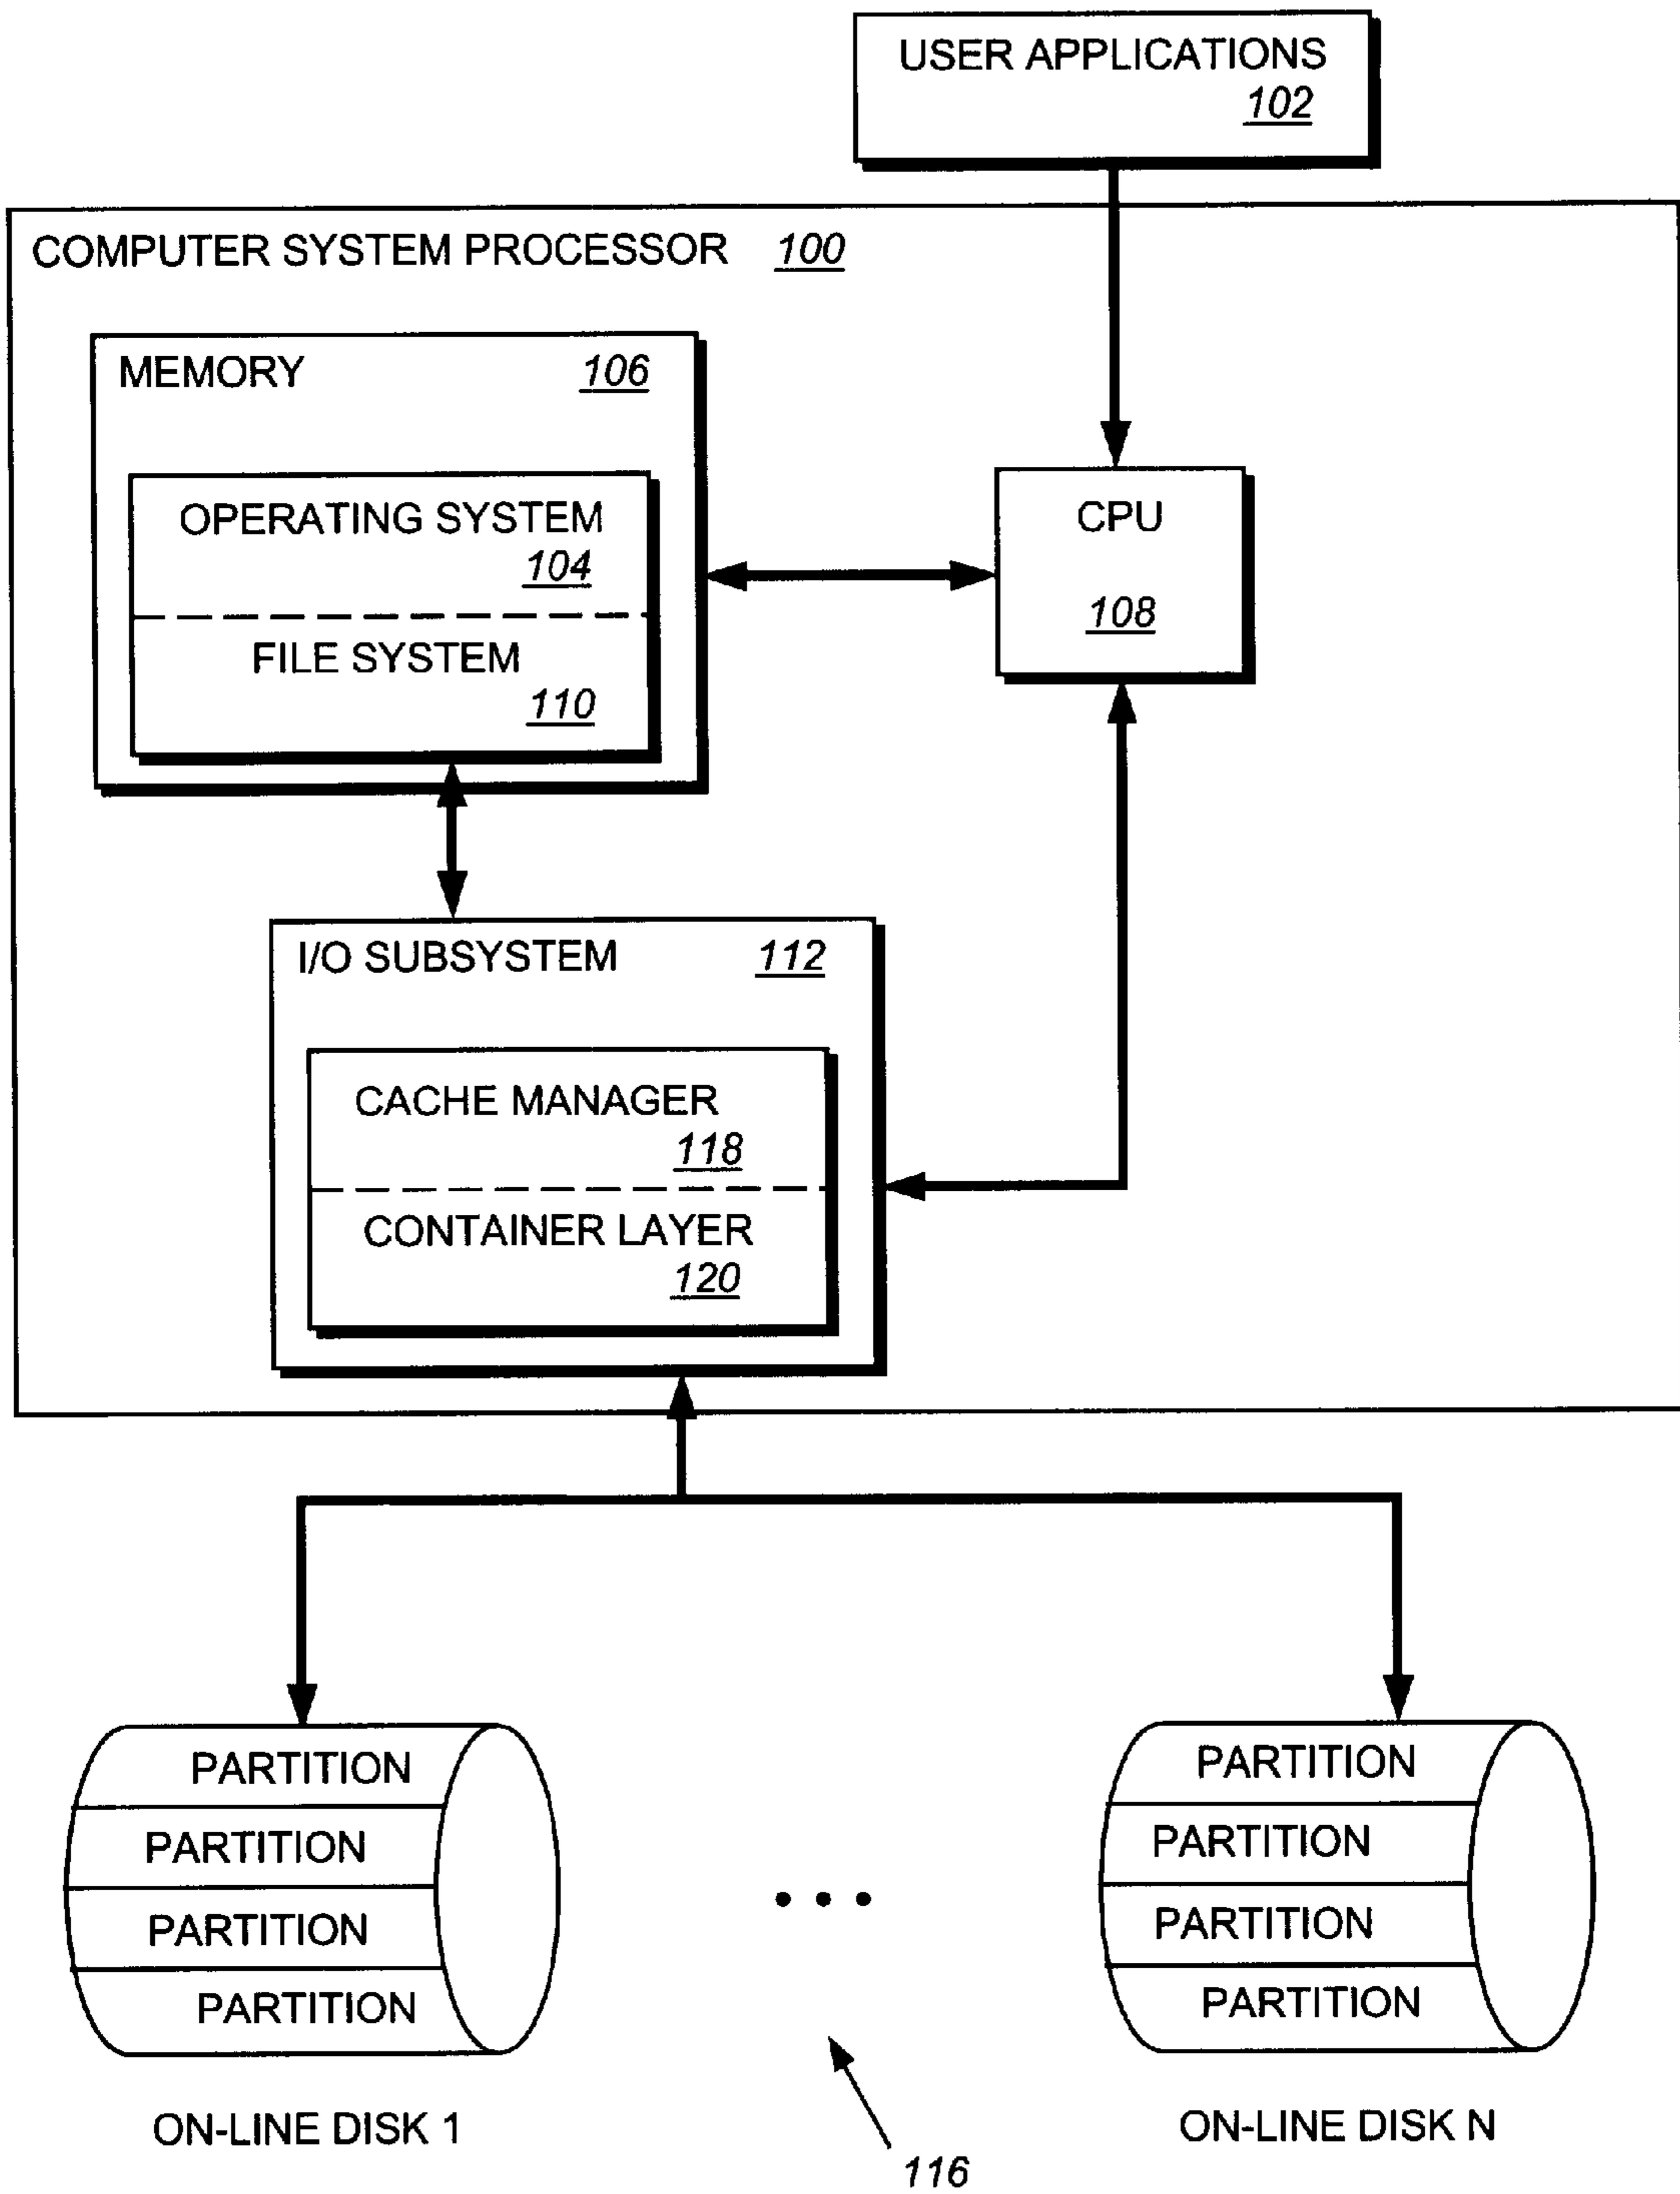 USER APPLICATIONS
102
COMPUTER SYSTEM PROCESSOR 100
MEMORY 106
OPERATING SYSTEM
104
FILE SYSTEM
110
CPU
108
I/O SUBSYSTEM 112
CACHE MANAGER
118
CONTAINER LAYER
120
PARTITION
PARTITION
PARTITION
PARTITION
ON-LINE DISK 1
PARTITION
PARTITION
PARTITION
PARTITION
ON-LINE DISK N
116